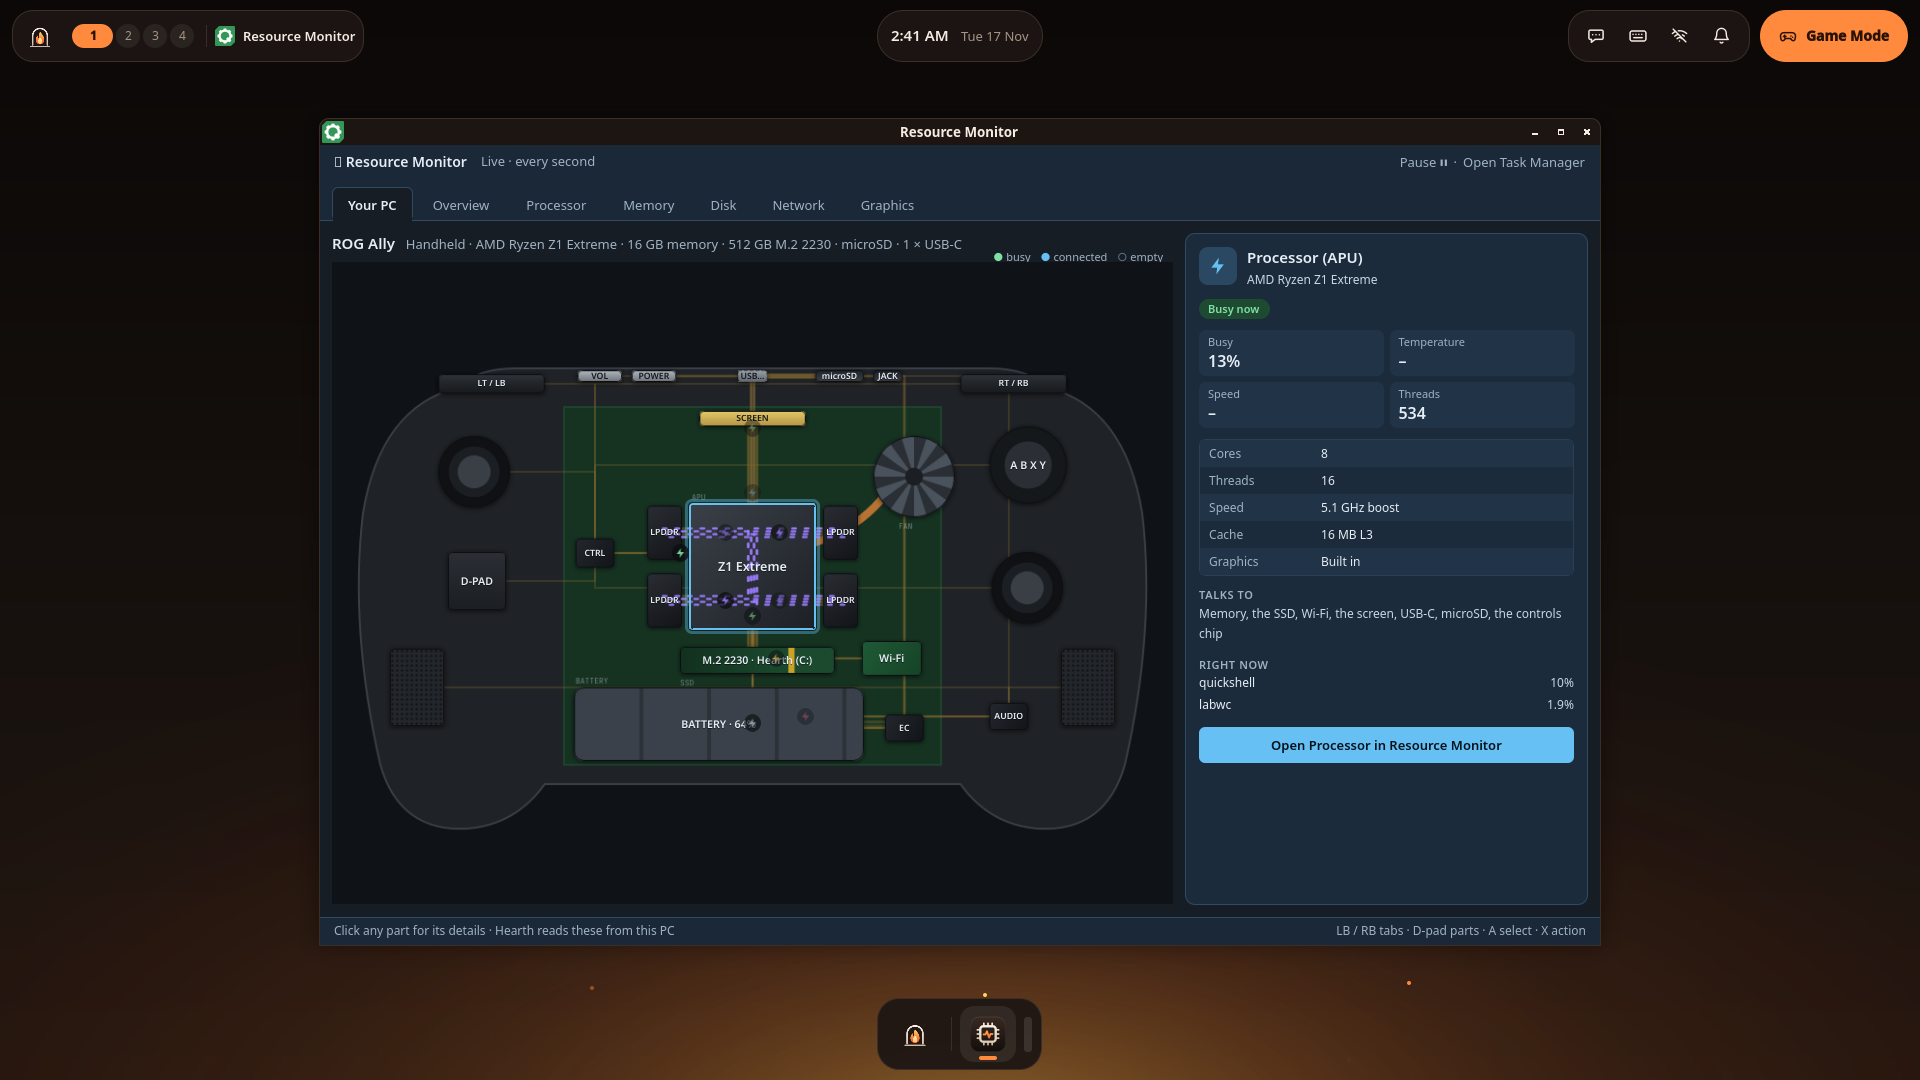 1 2 3 4 Resource Monitor
2:41 AM Tue 17 Nov
Game Mode
Resource Monitor
Resource Monitor Live · every second
Pause · Open Task Manager
Your PC Overview Processor Memory Disk Network Graphics
ROG Ally Handheld · AMD Ryzen Z1 Extreme · 16 GB memory · 512 GB M.2 2230 · microSD · 1 × USB-C
busy connected empty
LT / LB VOL POWER USB... microSD JACK RT / RB
SCREEN
A B X Y
APU
FAN
LPDDR LPDDR
CTRL
Z1 Extreme
D-PAD
LPDDR LPDDR
M.2 2230 · Hearth (C:)
Wi-Fi
BATTERY SSD
BATTERY · 64
AUDIO
EC
Processor (APU)
AMD Ryzen Z1 Extreme
Busy now
Busy
13%
Temperature
–
Speed
–
Threads
534
Cores 8
Threads 16
Speed 5.1 GHz boost
Cache 16 MB L3
Graphics Built in
TALKS TO
Memory, the SSD, Wi-Fi, the screen, USB-C, microSD, the controls
chip
RIGHT NOW
quickshell 10%
labwc 1.9%
Open Processor in Resource Monitor
Click any part for its details · Hearth reads these from this PC
LB / RB tabs · D-pad parts · A select · X action